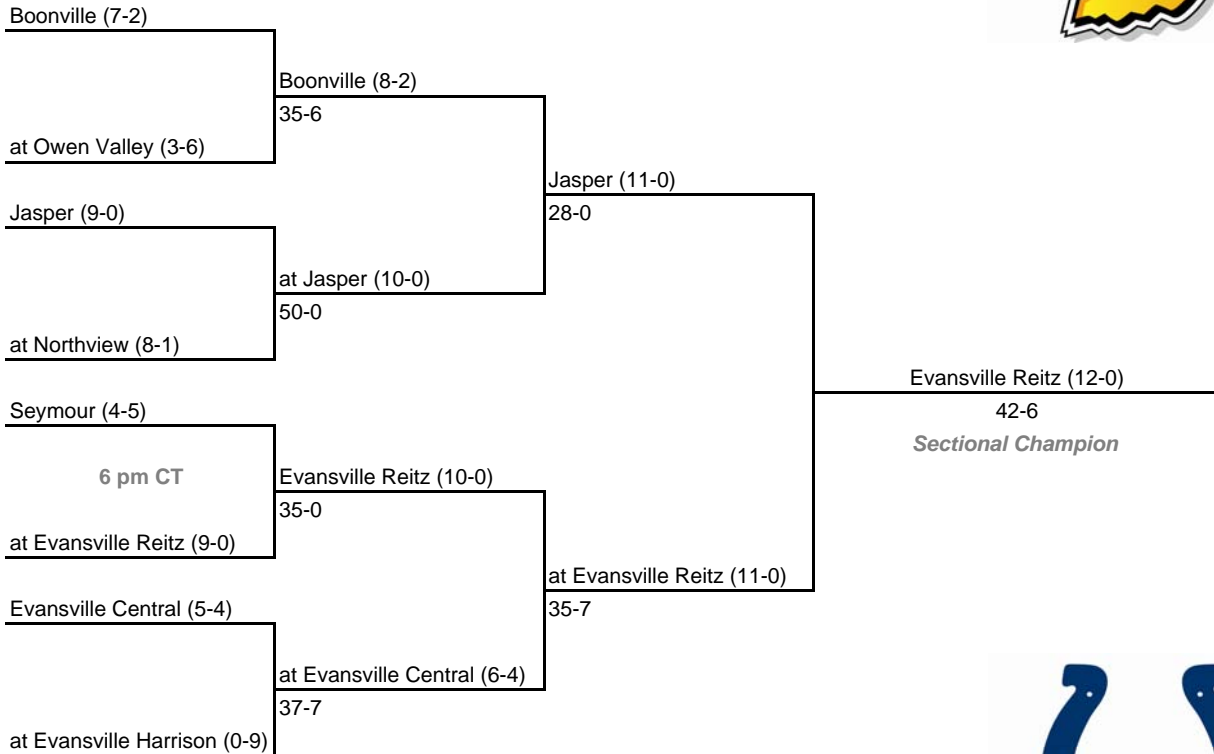 Boonville (7-2)
Boonville (8-2)
35-6
at Owen Valley (3-6)
Jasper (11-0)
28-0
Jasper (9-0)
at Jasper (10-0)
50-0
at Northview (8-1)
Evansville Reitz (12-0)
42-6
Sectional Champion
Seymour (4-5)
6 pm CT
Evansville Reitz (10-0)
35-0
at Evansville Reitz (9-0)
at Evansville Reitz (11-0)
35-7
Evansville Central (5-4)
at Evansville Central (6-4)
37-7
at Evansville Harrison (0-9)